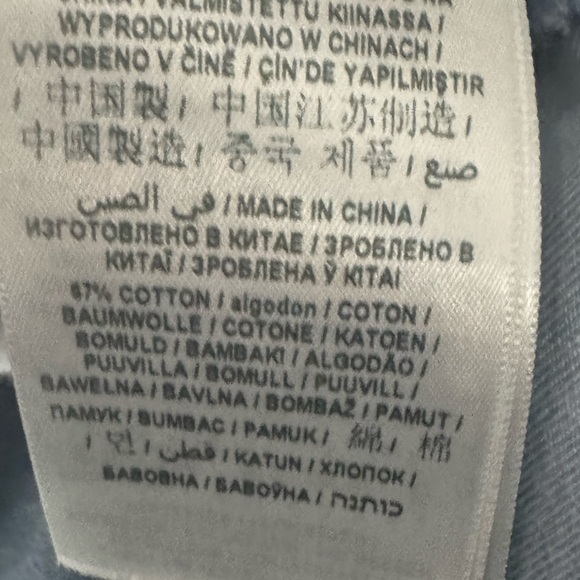 VALMISTETTU KIINASSA /
WYPRODUKOWANO W CHINACH /
VYROBENO V ČÍNĚ / ÇİN'DE YAPILMIŞTIR
/ 中国製 / 中国江苏制造 /
中國製造 / 중국 제품 / صنع
في الصين / MADE IN CHINA /
ИЗГОТОВЛЕНО В КИТАЕ / ЗРОБЛЕНО В
КИТАЇ / ЗРОБЛЕНА Ў КІТАІ
67% COTTON / algodon / COTON /
BAUMWOLLE / COTONE / KATOEN /
BOMULD / ΒΑΜΒΑΚΙ / ALGODÃO /
PUUVILLA / BOMULL / PUUVILL /
BAWEŁNA / BAVLNA / BOMBAŽ / PAMUT /
ПАМУК / BUMBAC / PAMUK / 綿 / 棉
/ 면 / قطن / KATUN / ХЛОПОК /
БАВОВНА / БАВОЎНА / כותנה